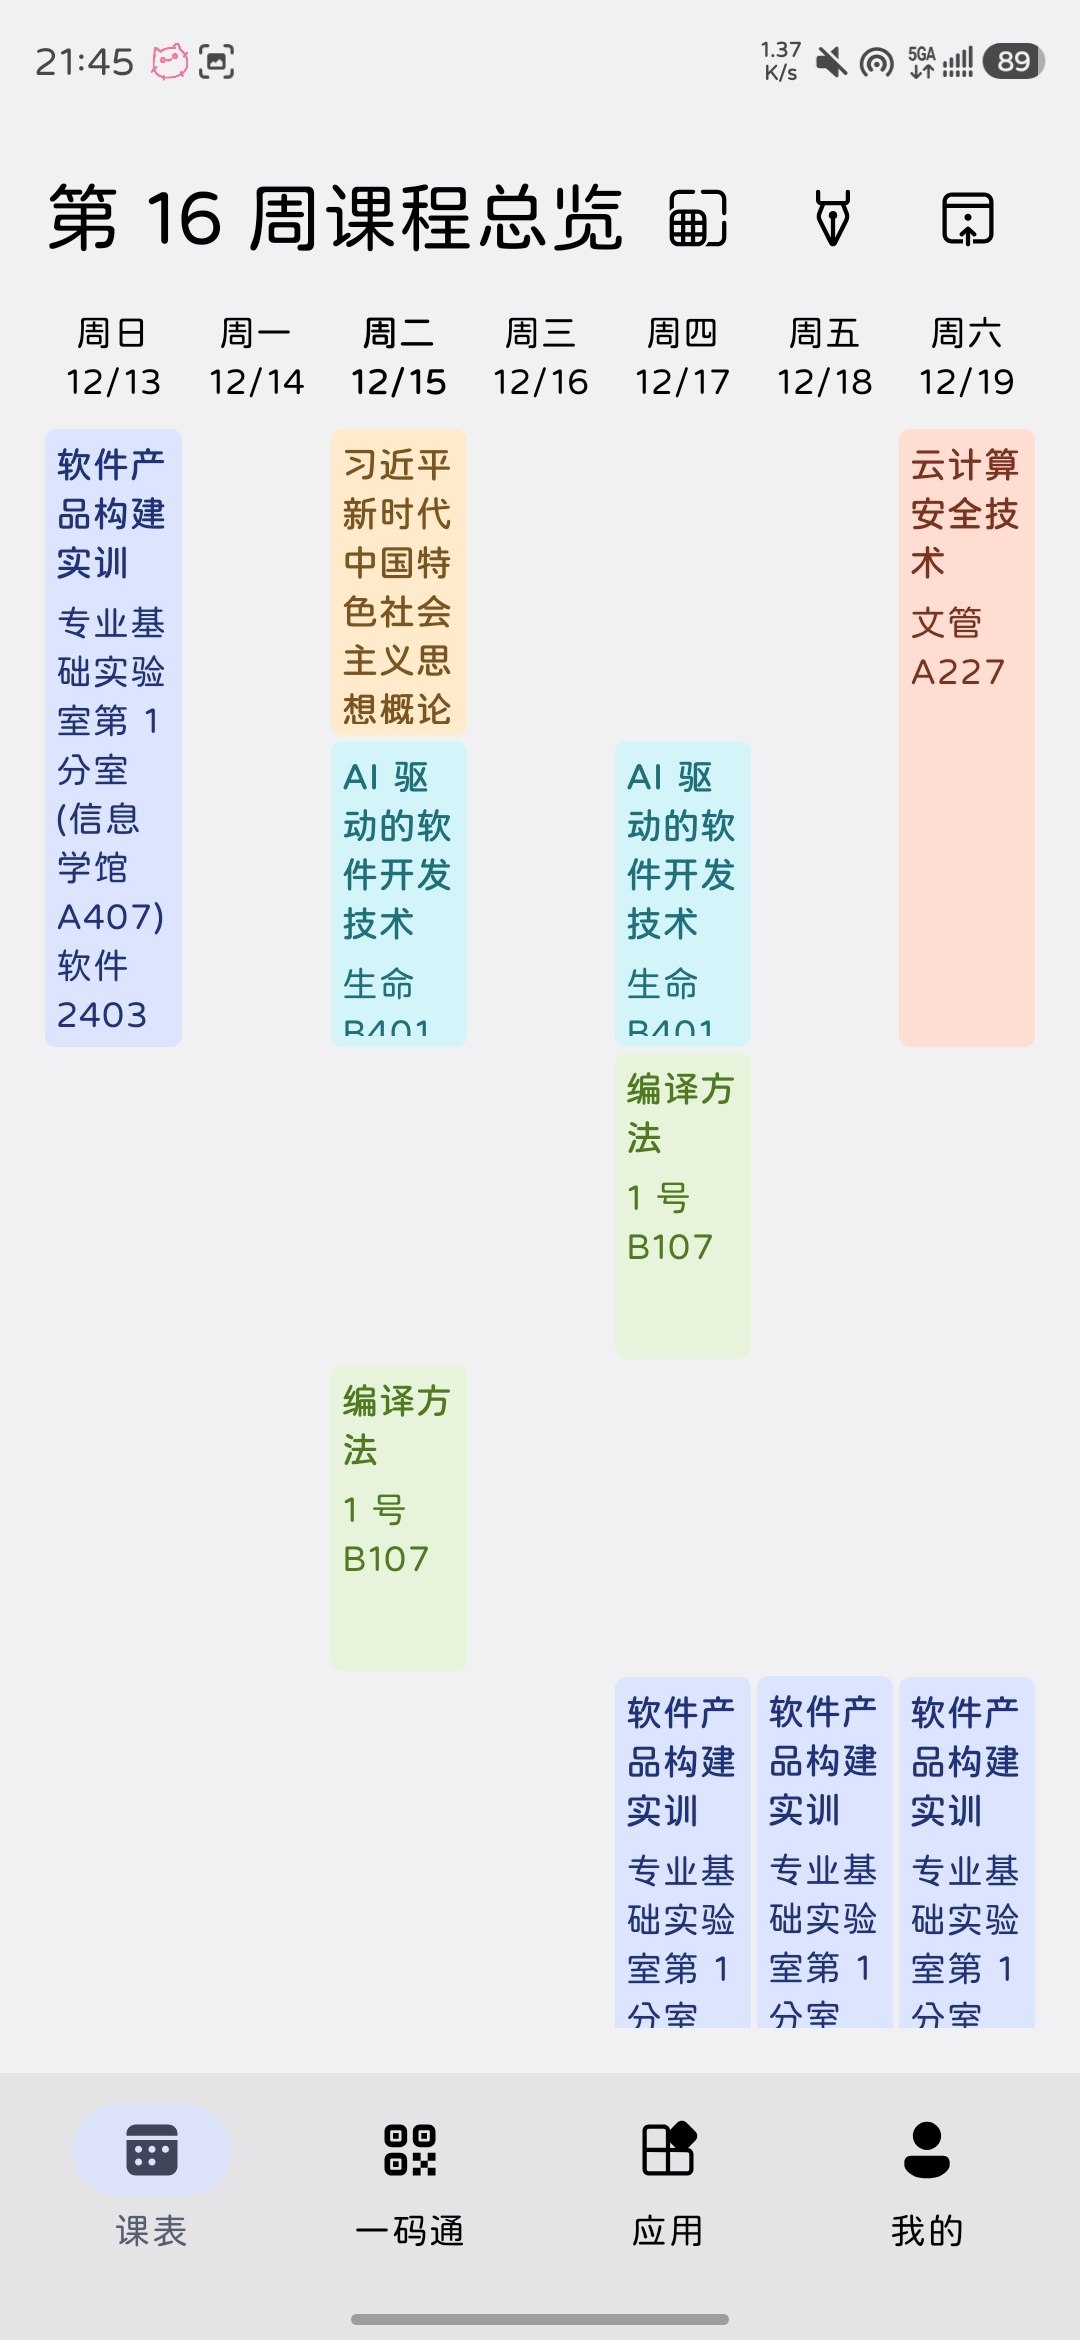 21:45
1.37
K/s
5GA
89
第 16 周课程总览
周日 周一 周二 周三 周四 周五 周六
12/13 12/14 12/15 12/16 12/17 12/18 12/19
软件产
品构建
实训
专业基
础实验
室第 1
分室
(信息
学馆
A407)
软件
2403
习近平
新时代
中国特
色社会
主义思
想概论
AI 驱
动的软
件开发
技术
生命
B401
编译方
法
1 号
B107
AI 驱
动的软
件开发
技术
生命
B401
编译方
法
1 号
B107
软件产
品构建
实训
专业基
础实验
室第 1
分室
软件产
品构建
实训
专业基
础实验
室第 1
分室
云计算
安全技
术
文管
A227
软件产
品构建
实训
专业基
础实验
室第 1
分室
课表 一码通 应用 我的